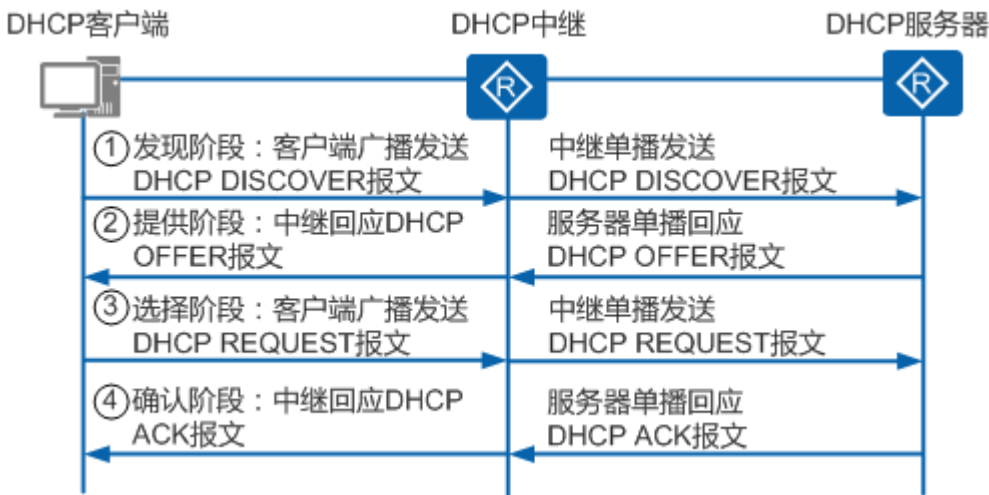 DHCP客户端
DHCP中继
DHCP服务器
R
R
①发现阶段：客户端广播发送
DHCP DISCOVER报文
中继单播发送
DHCP DISCOVER报文
②提供阶段：中继回应DHCP
OFFER报文
服务器单播回应
DHCP OFFER报文
③选择阶段：客户端广播发送
DHCP REQUEST报文
中继单播发送
DHCP REQUEST报文
④确认阶段：中继回应DHCP
ACK报文
服务器单播回应
DHCP ACK报文